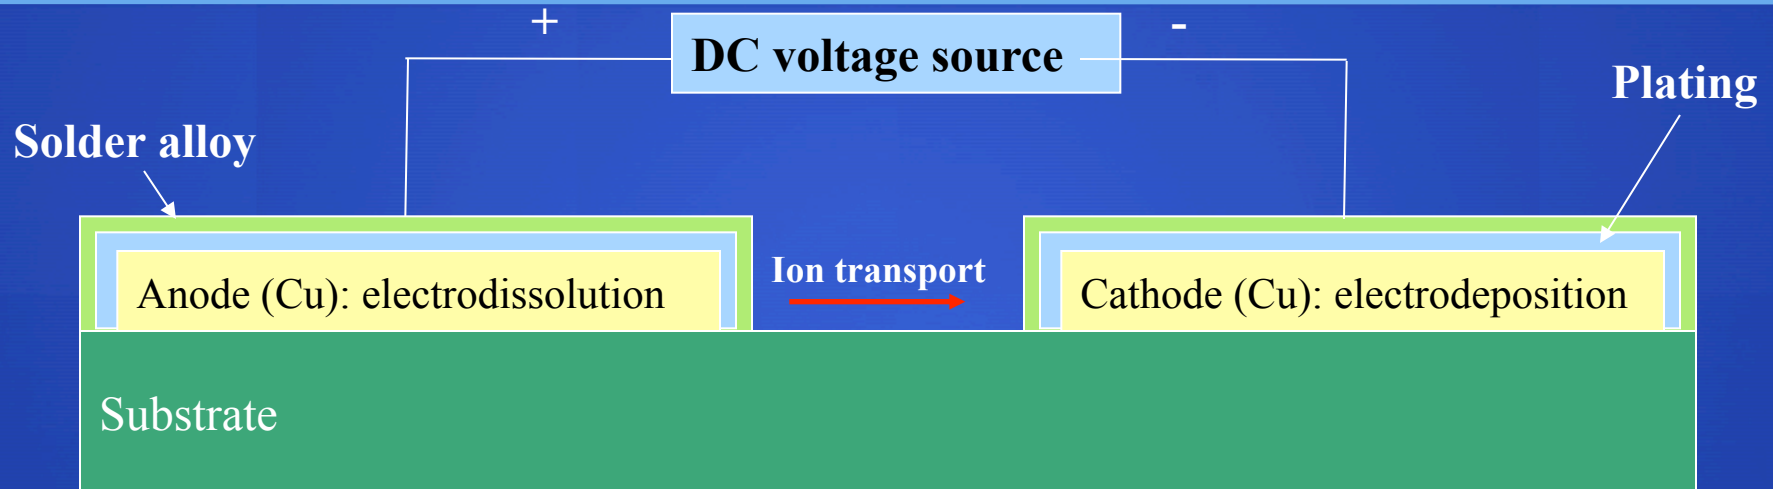 +
-
DC voltage source
Plating
Solder alloy
Ion transport
Anode (Cu): electrodissolution
Cathode (Cu): electrodeposition
Substrate